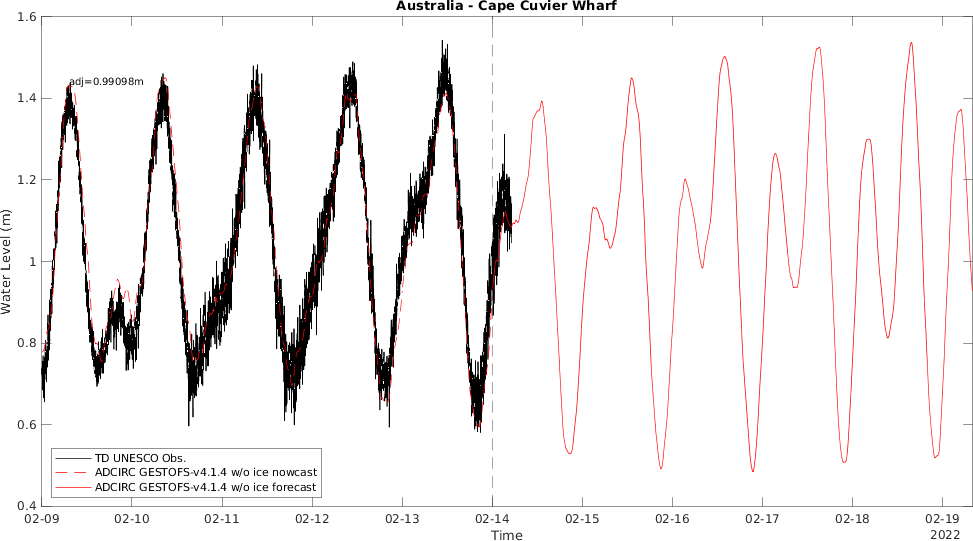 Australia - Cape Cuvier Wharf
1.6
1.4
1.2
1
0.8
0.6
0.4
Water Level (m)
adj=0.99098m
TD UNESCO Obs.
ADCIRC GESTOFS-v4.1.4 w/o ice nowcast
ADCIRC GESTOFS-v4.1.4 w/o ice forecast
02-09 02-10 02-11 02-12 02-13 02-14 02-15 02-16 02-17 02-18 02-19
Time
2022